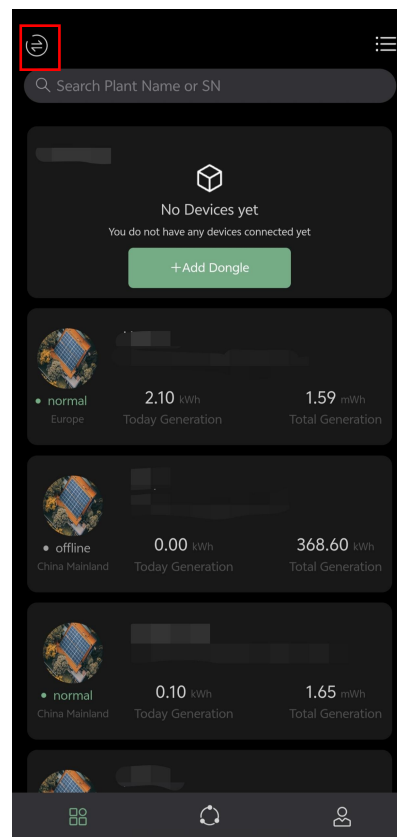 Search Plant Name or SN
No Devices yet
You do not have any devices connected yet
+Add Dongle
normal
2.10 kWh
1.59 mWh
Europe
Today Generation
Total Generation
offline
0.00 kWh
368.60 kWh
China Mainland
Today Generation
Total Generation
normal
0.10 kWh
1.65 mWh
China Mainland
Today Generation
Total Generation